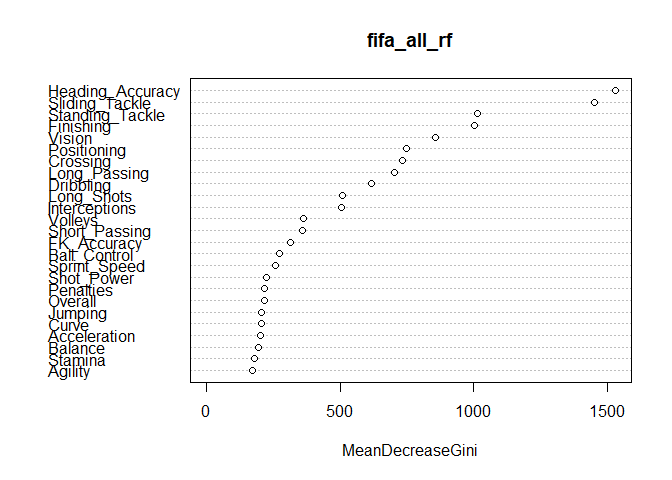 fifa_all_rf
Heading_Accuracy
Sliding_Tackle
Standing_Tackle
Finishing
Vision
Positioning
Crossing
Long_Passing
Dribbling
Long_Shots
Interceptions
Volleys
Short_Passing
FK_Accuracy
Ball_Control
Sprint_Speed
Shot_Power
Penalties
Overall
Jumping
Curve
Acceleration
Balance
Stamina
Agility
0 500 1000 1500
MeanDecreaseGini